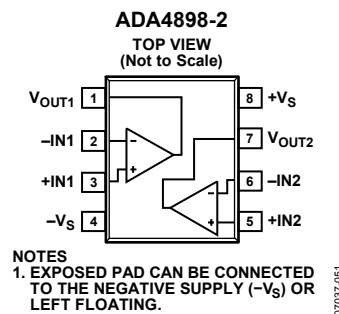 ADA4898-2
TOP VIEW
(Not to Scale)
VOUT1 1
–IN1 2
+IN1 3
–VS 4
8 +VS
7 VOUT2
6 –IN2
5 +IN2
NOTES
1. EXPOSED PAD CAN BE CONNECTED
TO THE NEGATIVE SUPPLY (–VS) OR
LEFT FLOATING.
07037-051